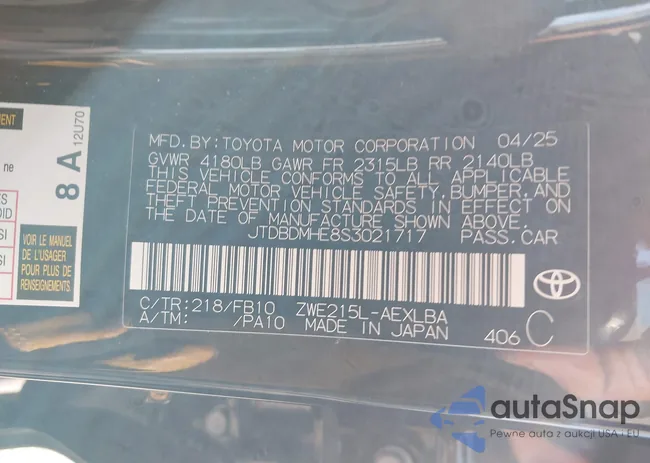 MFD.BY:TOYOTA MOTOR CORPORATION 04/25
GVWR 4180LB GAWR FR 2315LB RR 2140LB
THIS VEHICLE CONFORMS TO ALL APPLICABLE
FEDERAL MOTOR VEHICLE SAFETY, BUMPER, AND
THEFT PREVENTION STANDARDS IN EFFECT ON
THE DATE OF MANUFACTURE SHOWN ABOVE.
JTDBDMHE8S3021717 PASS.CAR
C/TR:218/FB10 ZWE215L-AEXLBA
A/TM: /PA10 MADE IN JAPAN 406 C
TOYOTA
8 A
12U70
ne
VOIR LE MANUEL
DE L'USAGER
POUR PLUS DE
RENSEIGNEMENTS
autaSnap
Pewne auta z aukcji USA i EU